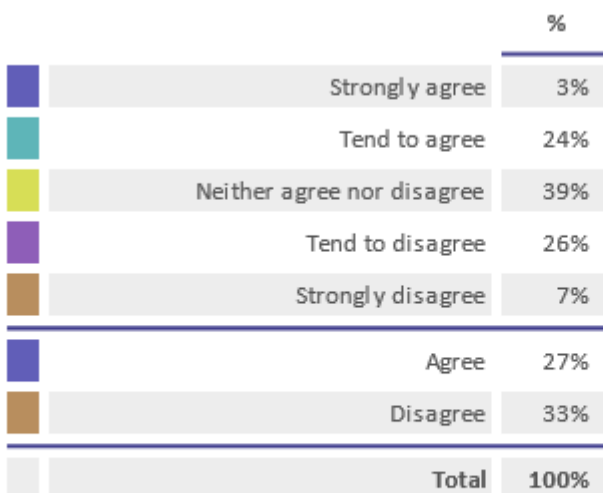 %
Strongly agree 3%
Tend to agree 24%
Neither agree nor disagree 39%
Tend to disagree 26%
Strongly disagree 7%
Agree 27%
Disagree 33%
Total 100%